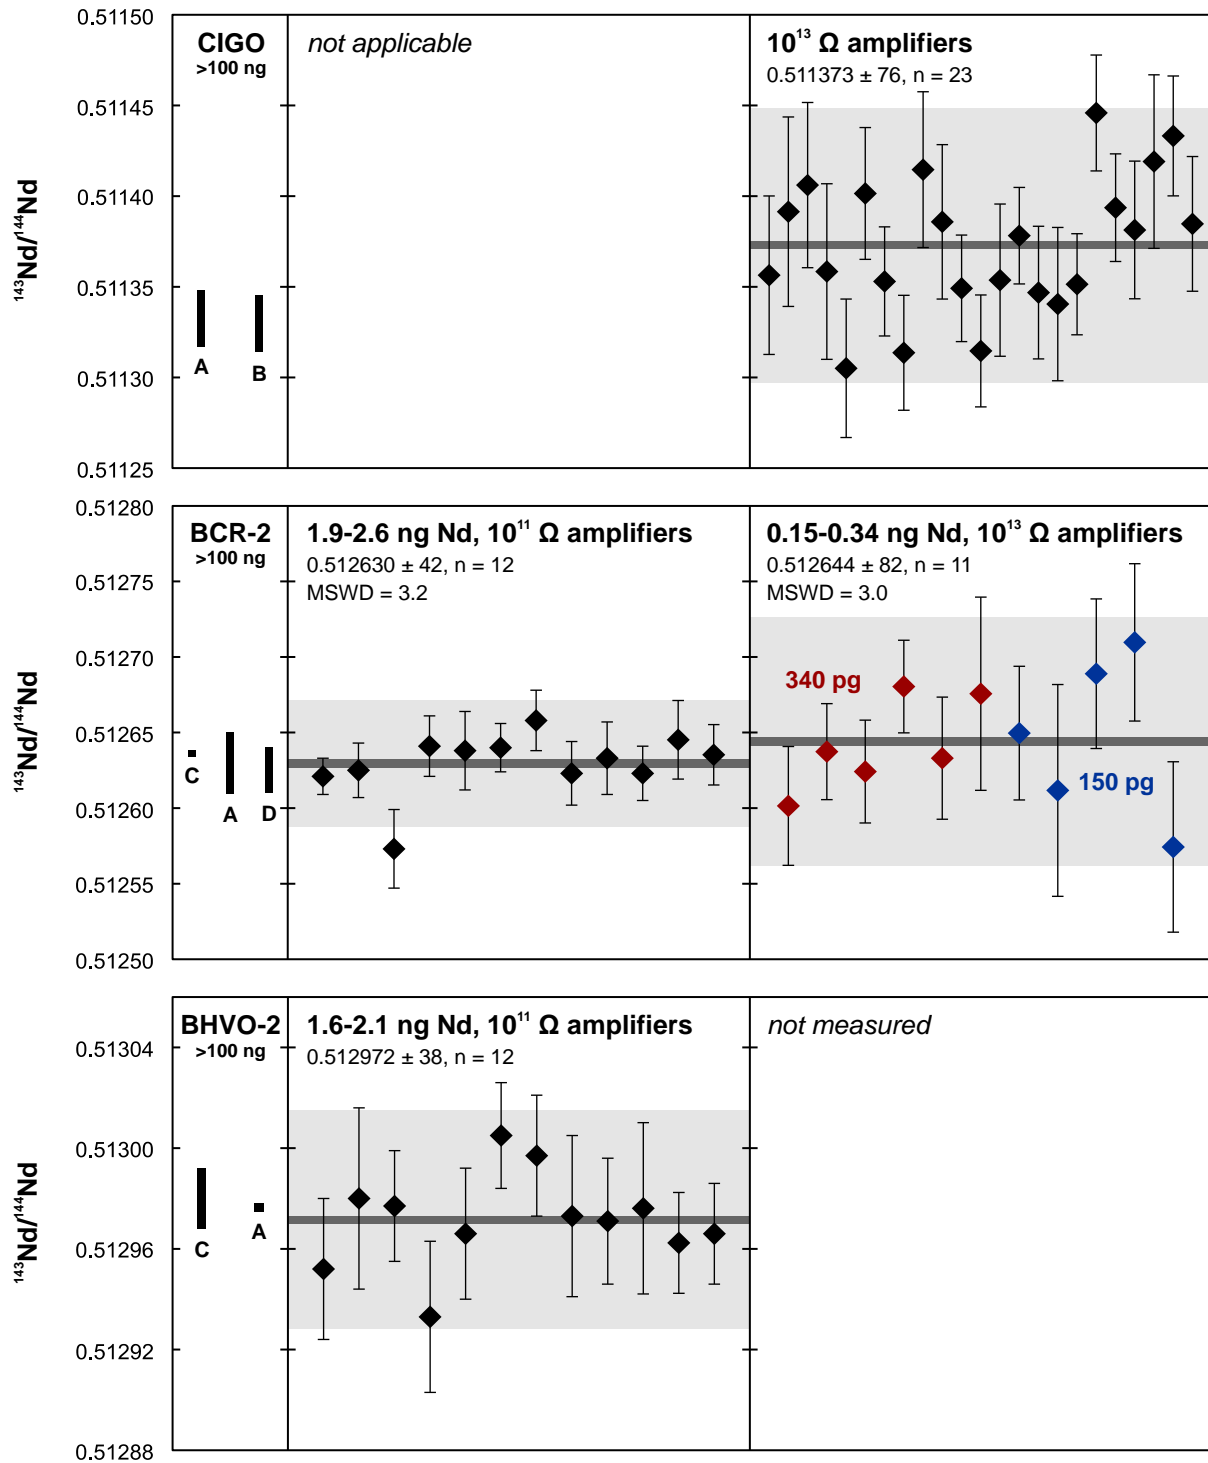 0.51150
0.51145
0.51140
0.51135
0.51130
0.51125
¹⁴³Nd/¹⁴⁴Nd
CIGO
>100 ng
A
B
not applicable
10¹³ Ω amplifiers
0.511373 ± 76, n = 23
0.51280
0.51275
0.51270
0.51265
0.51260
0.51255
0.51250
¹⁴³Nd/¹⁴⁴Nd
BCR-2
>100 ng
C
A
D
1.9-2.6 ng Nd, 10¹¹ Ω amplifiers
0.512630 ± 42, n = 12
MSWD = 3.2
0.15-0.34 ng Nd, 10¹³ Ω amplifiers
0.512644 ± 82, n = 11
MSWD = 3.0
340 pg
150 pg
0.51304
0.51300
0.51296
0.51292
0.51288
¹⁴³Nd/¹⁴⁴Nd
BHVO-2
>100 ng
C
A
1.6-2.1 ng Nd, 10¹¹ Ω amplifiers
0.512972 ± 38, n = 12
not measured